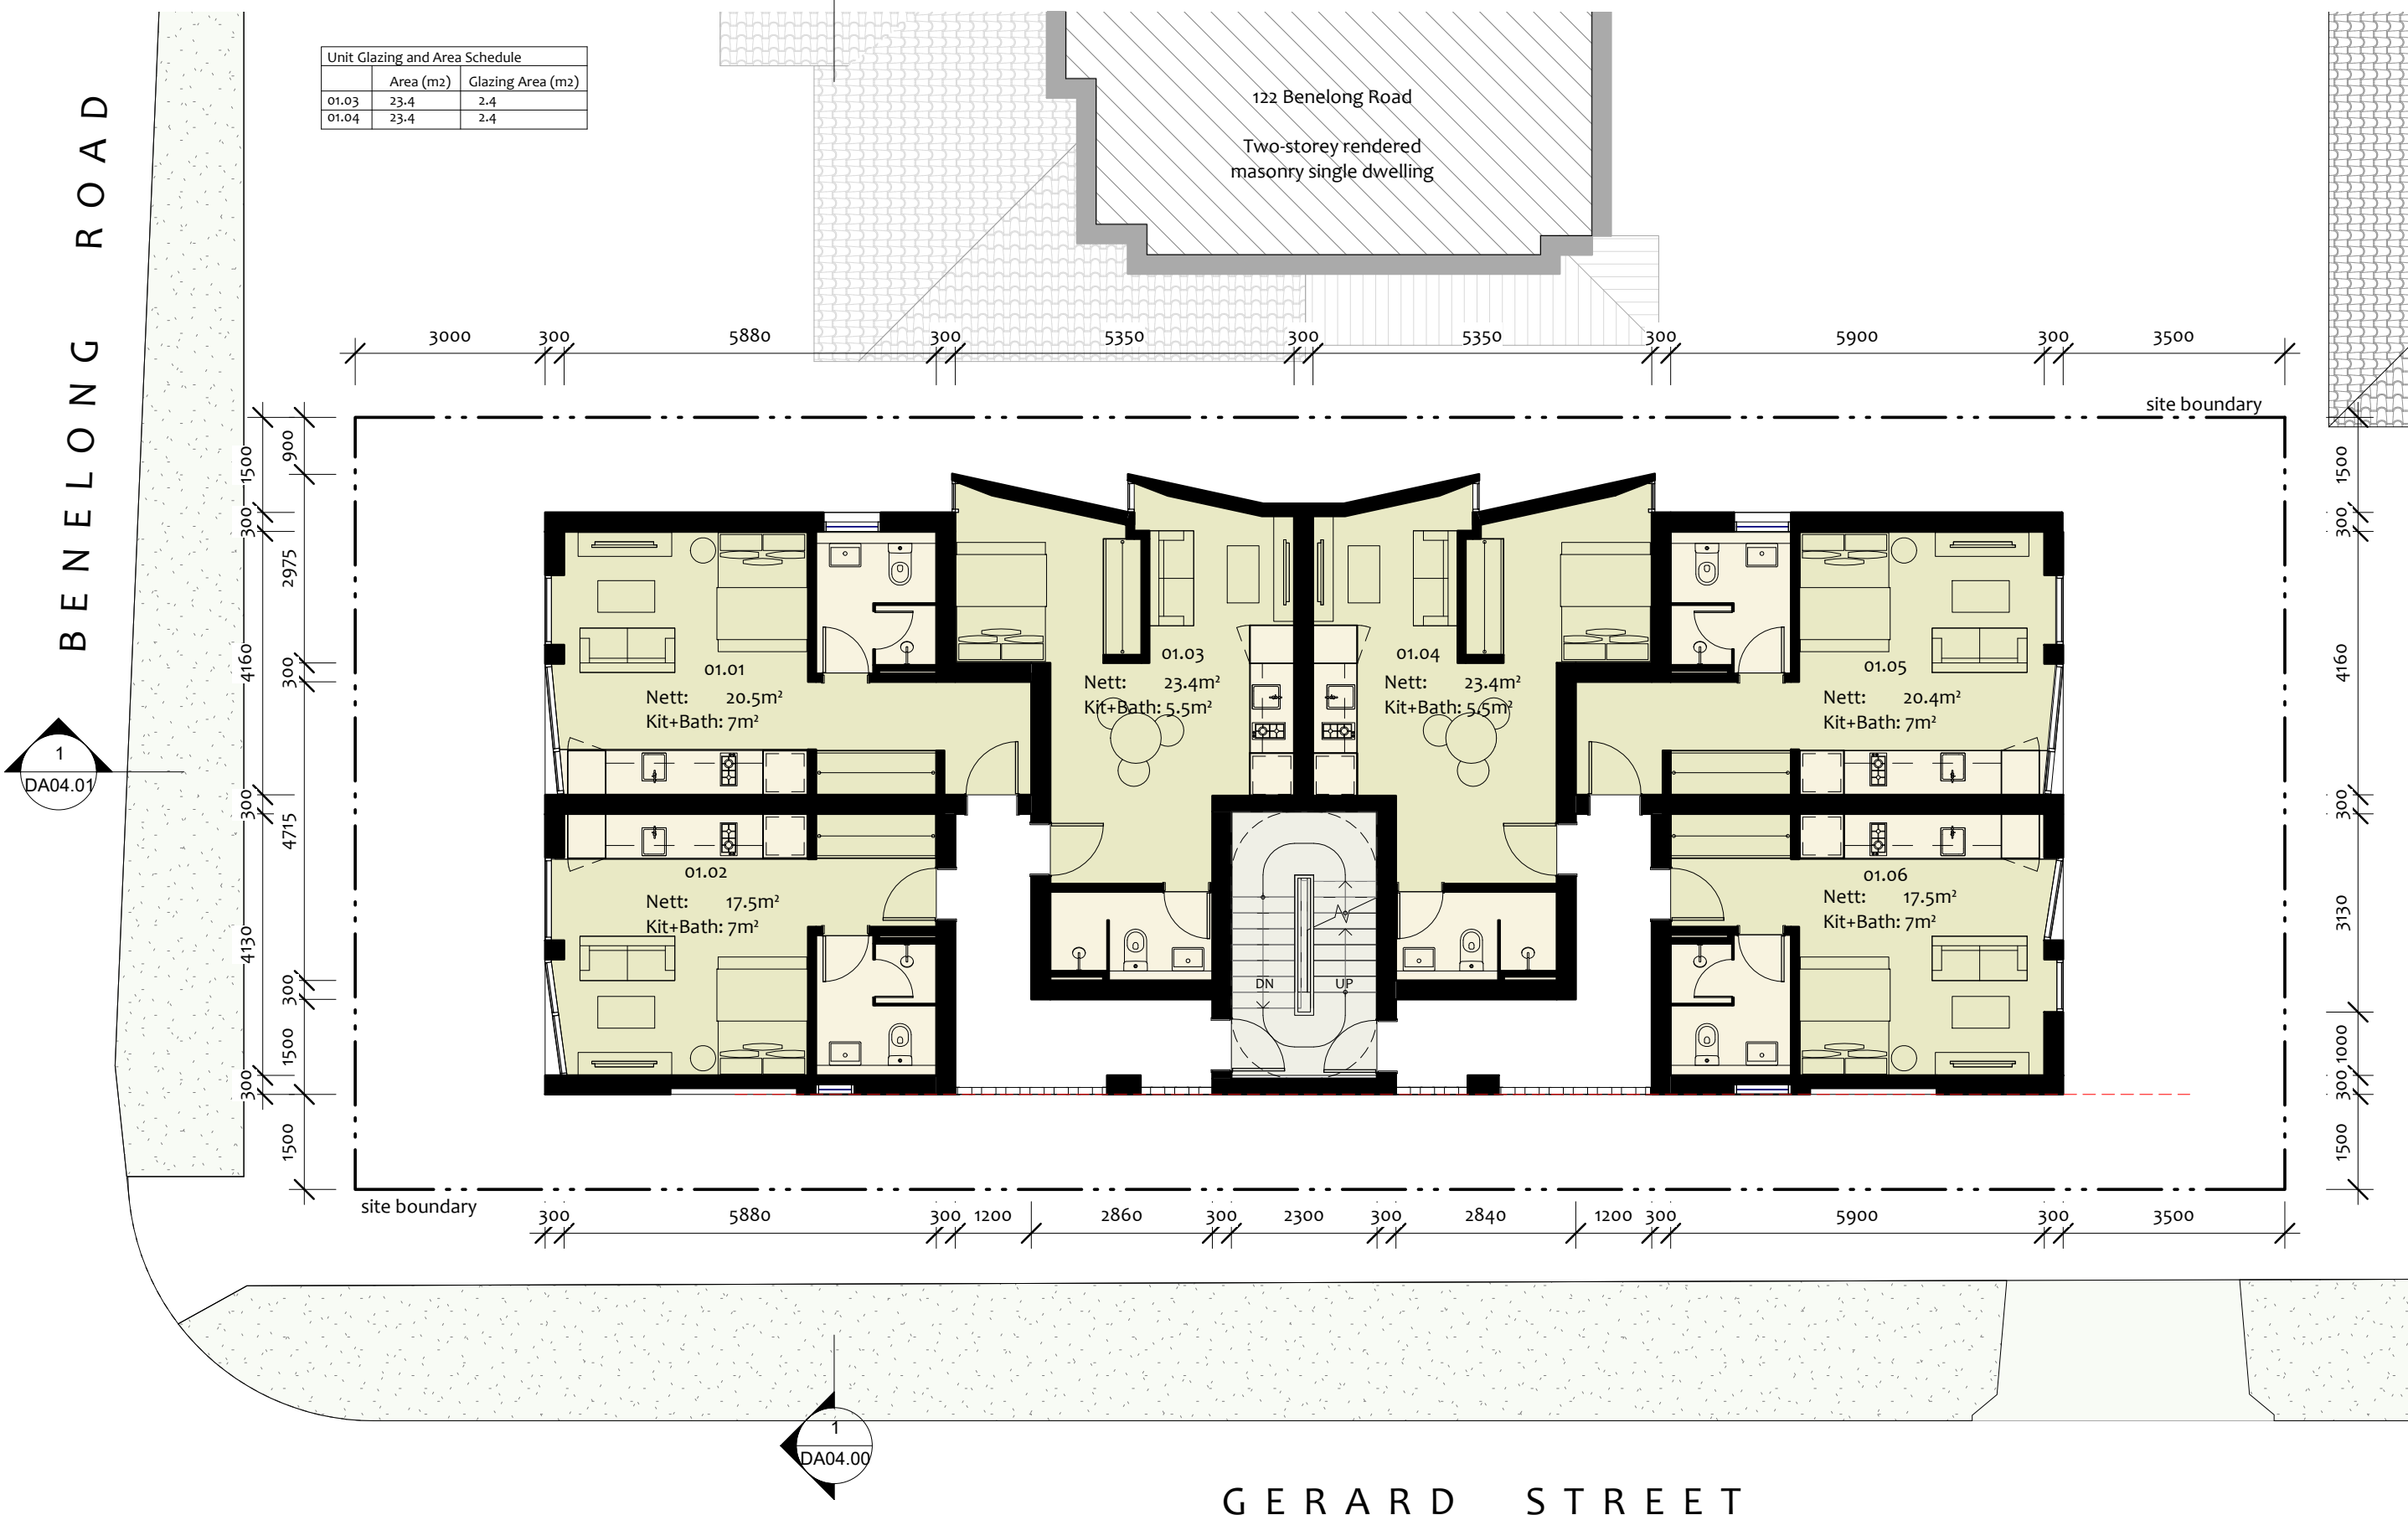 Unit Glazing and Area Schedule
Area (m2) Glazing Area (m2)
01.03 23.4 2.4
01.04 23.4 2.4
BENELONG ROAD
122 Benelong Road
Two-storey rendered
masonry single dwelling
3000 300 5880 300 5350 300 5350 300 5900 300 3500
site boundary
1500 300 4160 300 4130 300
900 2975 300 4715 300 1500 1500
1500 300 4160 300 3130 1000 300 1500
01.01
Nett: 20.5m²
Kit+Bath: 7m²
01.02
Nett: 17.5m²
Kit+Bath: 7m²
01.03
Nett: 23.4m²
Kit+Bath: 5.5m²
01.04
Nett: 23.4m²
Kit+Bath: 5.5m²
01.05
Nett: 20.4m²
Kit+Bath: 7m²
01.06
Nett: 17.5m²
Kit+Bath: 7m²
DN UP
1
DA04.01
site boundary
300 5880 300 1200 2860 300 2300 300 2840 1200 300 5900 300 3500
1
DA04.00
GERARD STREET